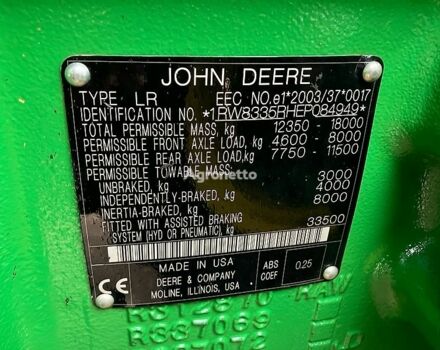 JOHN DEERE
TYPE LR EEC NO.e1*2003/37*0017
IDENTIFICATION NO. *1RW8335RHEP084949*
TOTAL PERMISSIBLE MASS, kg 12350 - 18000
PERMISSIBLE FRONT AXLE LOAD,kg 4600 - 8000
PERMISSIBLE REAR AXLE LOAD,kg 7750 - 11500
PERMISSIBLE TOWABLE MASS:
UNBRAKED, kg 3000
INDEPENDENTLY-BRAKED, kg 4000
INERTIA-BRAKED, kg 8000
FITTED WITH ASSISTED BRAKING
SYSTEM (HYD OR PNEUMATIC), kg 33500
Agronetto
MADE IN USA
DEERE & COMPANY
MOLINE, ILLINOIS, USA
CE
ABS
COEF
0.25
R337069